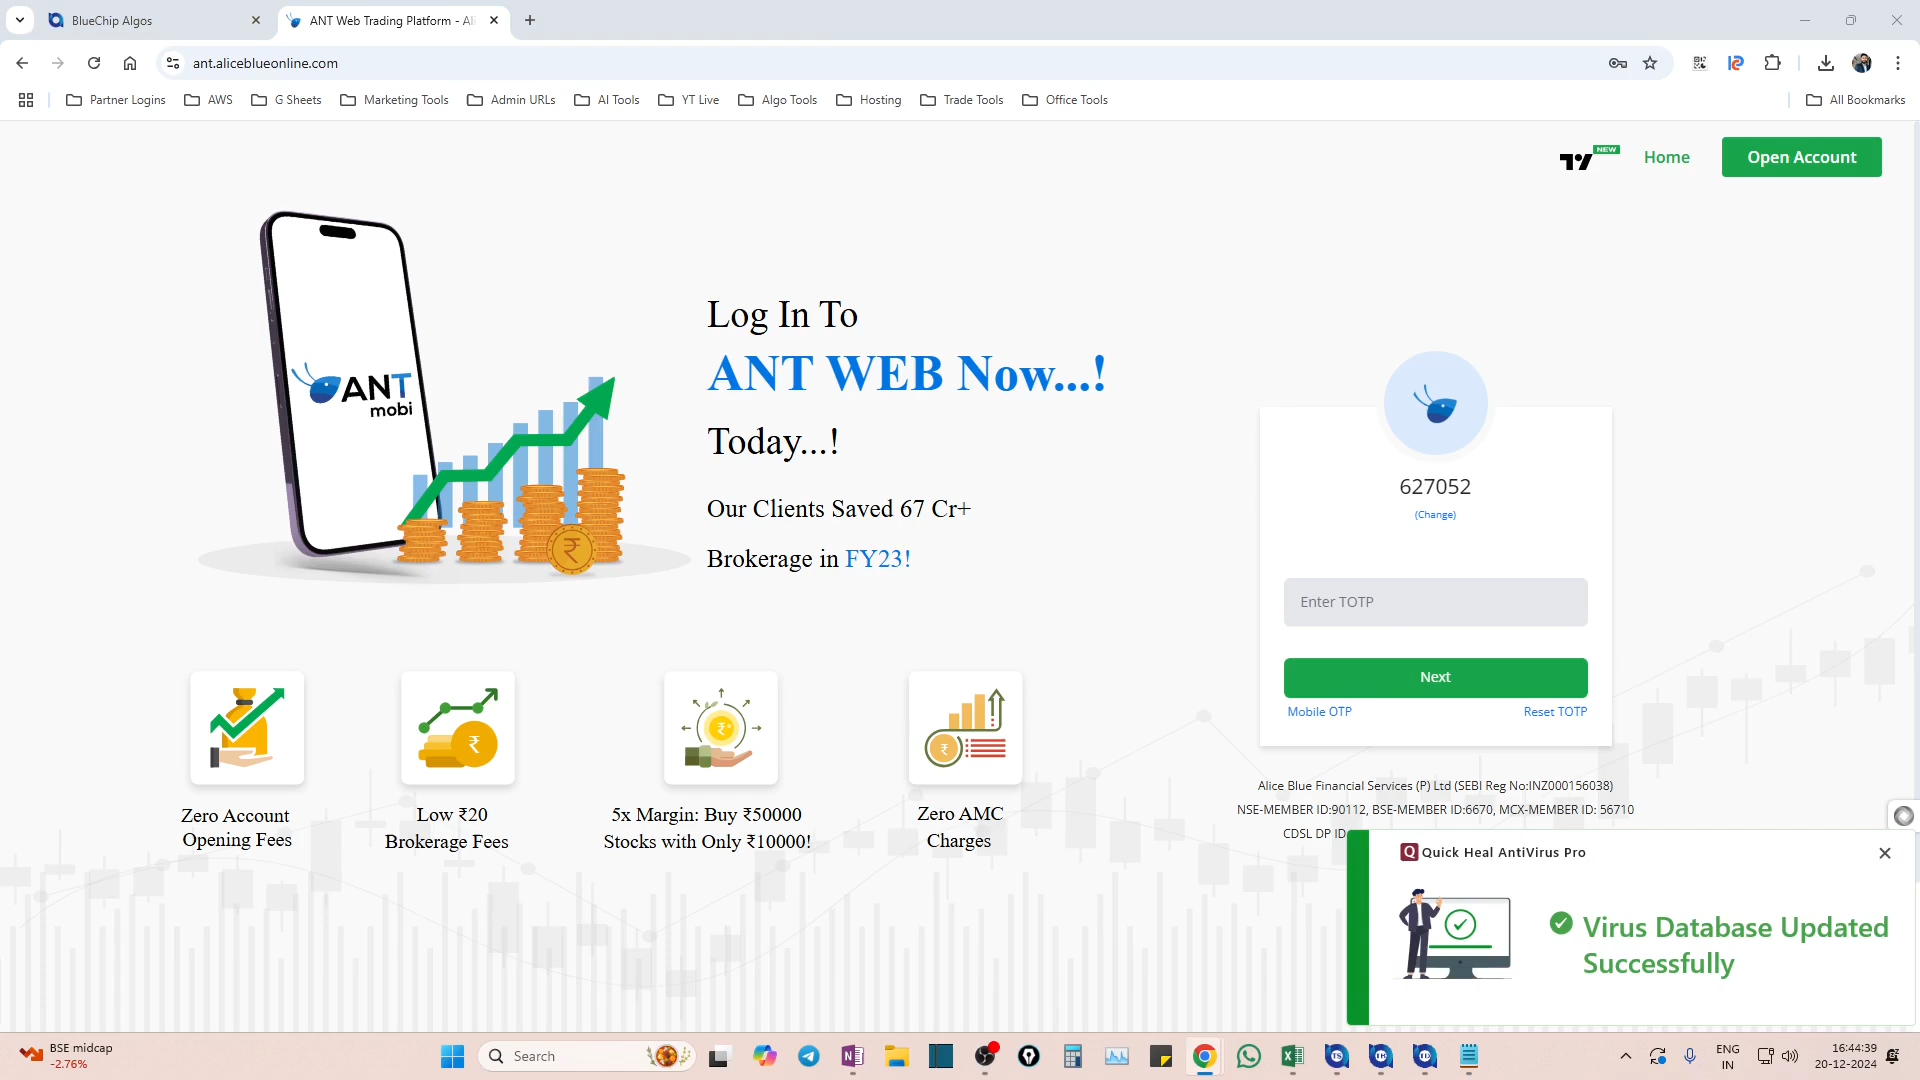 BlueChip Algos
ANT Web Trading Platform - Ali
ant.aliceblueonline.com
Partner Logins
AWS
G Sheets
Marketing Tools
Admin URLs
AI Tools
YT Live
Algo Tools
Hosting
Trade Tools
Office Tools
All Bookmarks
NEW
Home
Open Account
ANT
mobi
Log In To
ANT WEB Now...!
Today...!
Our Clients Saved 67 Cr+
Brokerage in FY23!
627052
(Change)
Enter TOTP
Next
Mobile OTP
Reset TOTP
Zero Account
Opening Fees
Low ₹20
Brokerage Fees
5x Margin: Buy ₹50000
Stocks with Only ₹10000!
Zero AMC
Charges
Alice Blue Financial Services (P) Ltd (SEBI Reg No:INZ000156038)
NSE-MEMBER ID:90112, BSE-MEMBER ID:6670, MCX-MEMBER ID: 56710
CDSL DP ID
Quick Heal AntiVirus Pro
Virus Database Updated
Successfully
BSE midcap
-2.76%
Search
ENG
IN
16:44:39
20-12-2024